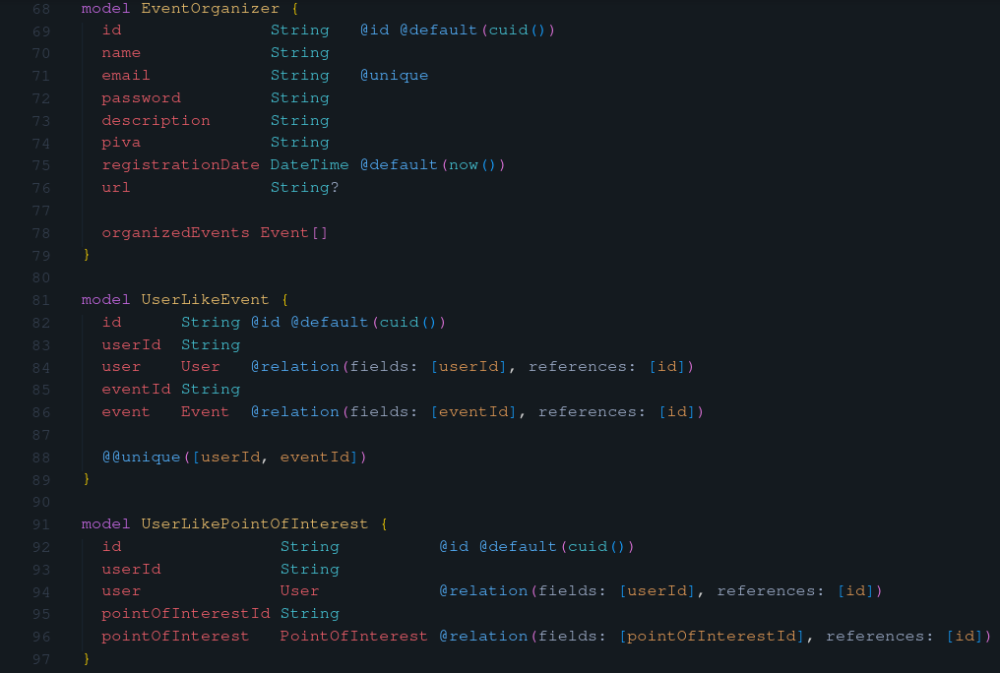 68 model EventOrganizer {
69 id String @id @default(cuid())
70 name String
71 email String @unique
72 password String
73 description String
74 piva String
75 registrationDate DateTime @default(now())
76 url String?
77
78 organizedEvents Event[]
79 }
80
81 model UserLikeEvent {
82 id String @id @default(cuid())
83 userId String
84 user User @relation(fields: [userId], references: [id])
85 eventId String
86 event Event @relation(fields: [eventId], references: [id])
87
88 @@unique([userId, eventId])
89 }
90
91 model UserLikePointOfInterest {
92 id String @id @default(cuid())
93 userId String
94 user User @relation(fields: [userId], references: [id])
95 pointOfInterestId String
96 pointOfInterest PointOfInterest @relation(fields: [pointOfInterestId], references: [id])
97 }